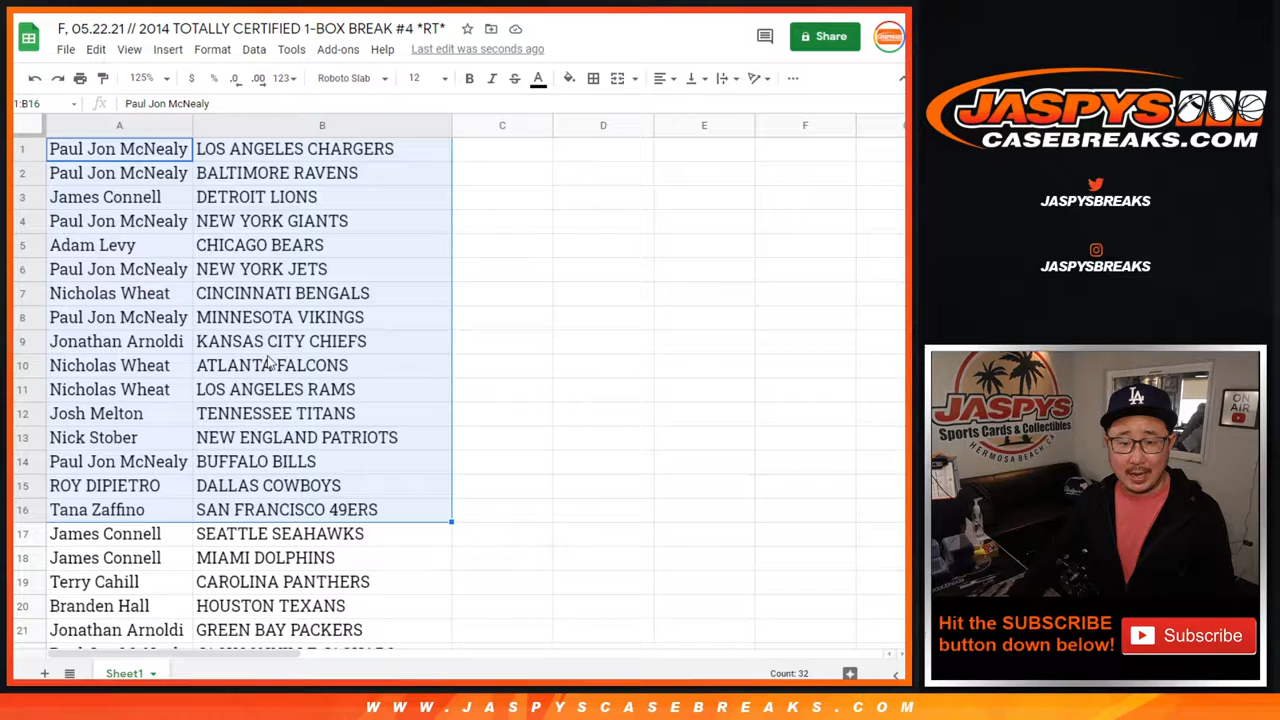 F, 05.22.21 // 2014 TOTALLY CERTIFIED 1-BOX BREAK #4 *RT*
File Edit View Insert Format Data Tools Add-ons Help Last edit was seconds ago
Share
125% $ % .0 .00 123 Roboto Slab 12 B I S A
1:B16 fx Paul Jon McNealy
A B C D E F
1 Paul Jon McNealy LOS ANGELES CHARGERS
2 Paul Jon McNealy BALTIMORE RAVENS
3 James Connell DETROIT LIONS
4 Paul Jon McNealy NEW YORK GIANTS
5 Adam Levy CHICAGO BEARS
6 Paul Jon McNealy NEW YORK JETS
7 Nicholas Wheat CINCINNATI BENGALS
8 Paul Jon McNealy MINNESOTA VIKINGS
9 Jonathan Arnoldi KANSAS CITY CHIEFS
10 Nicholas Wheat ATLANTA FALCONS
11 Nicholas Wheat LOS ANGELES RAMS
12 Josh Melton TENNESSEE TITANS
13 Nick Stober NEW ENGLAND PATRIOTS
14 Paul Jon McNealy BUFFALO BILLS
15 ROY DIPIETRO DALLAS COWBOYS
16 Tana Zaffino SAN FRANCISCO 49ERS
17 James Connell SEATTLE SEAHAWKS
18 James Connell MIAMI DOLPHINS
19 Terry Cahill CAROLINA PANTHERS
20 Branden Hall HOUSTON TEXANS
21 Jonathan Arnoldi GREEN BAY PACKERS
Sheet1
Count: 32
JASPYS
CASEBREAKS.COM
JASPYSBREAKS
JASPYSBREAKS
JASPYS
Sports Cards & Collectibles
HERMOSA BEACH, CA
LA
ON
AIR
Hit the SUBSCRIBE
button down below!
Subscribe
WWW.JASPYSCASEBREAKS.COM